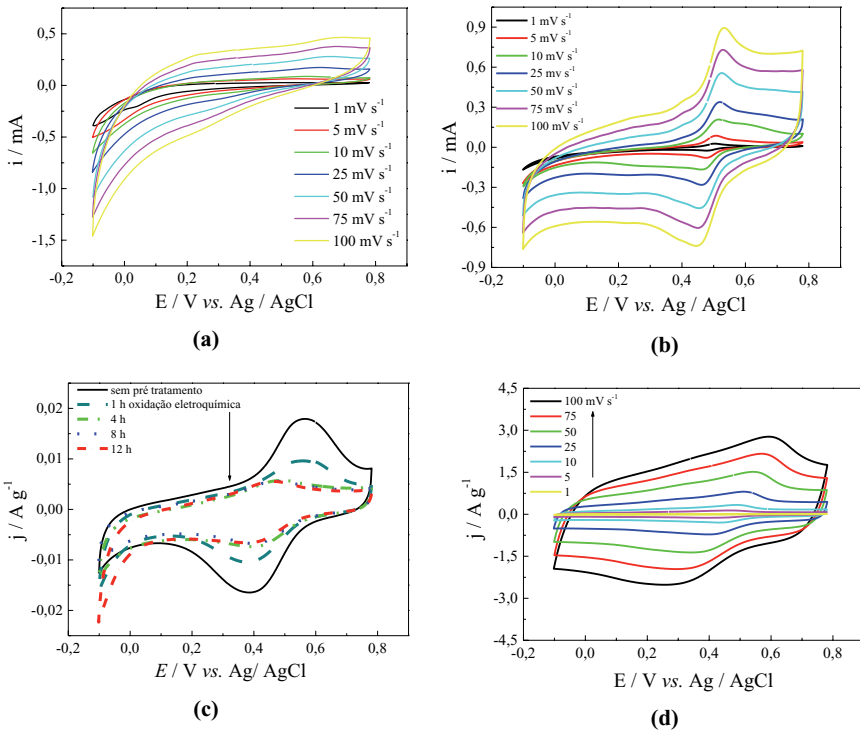 0,5
0,0
-0,5
-1,0
-1,5
i / mA
1 mV s⁻¹
5 mV s⁻¹
10 mV s⁻¹
25 mV s⁻¹
50 mV s⁻¹
75 mV s⁻¹
100 mV s⁻¹
-0,2 0,0 0,2 0,4 0,6 0,8
E / V vs. Ag / AgCl
(a)
0,9
0,6
0,3
0,0
-0,3
-0,6
-0,9
i / mA
1 mV s⁻¹
5 mV s⁻¹
10 mV s⁻¹
25 mv s⁻¹
50 mV s⁻¹
75 mV s⁻¹
100 mV s⁻¹
-0,2 0,0 0,2 0,4 0,6 0,8
E / V vs. Ag / AgCl
(b)
0,02
0,01
0,00
-0,01
-0,02
j / A g⁻¹
sem pré tratamento
1 h oxidação eletroquímica
4 h
8 h
12 h
-0,2 0,0 0,2 0,4 0,6 0,8
E / V vs. Ag/ AgCl
(c)
4,5
3,0
1,5
0,0
-1,5
-3,0
-4,5
j / A g⁻¹
100 mV s⁻¹
75
50
25
10
5
1
-0,2 0,0 0,2 0,4 0,6 0,8
E / V vs. Ag / AgCl
(d)